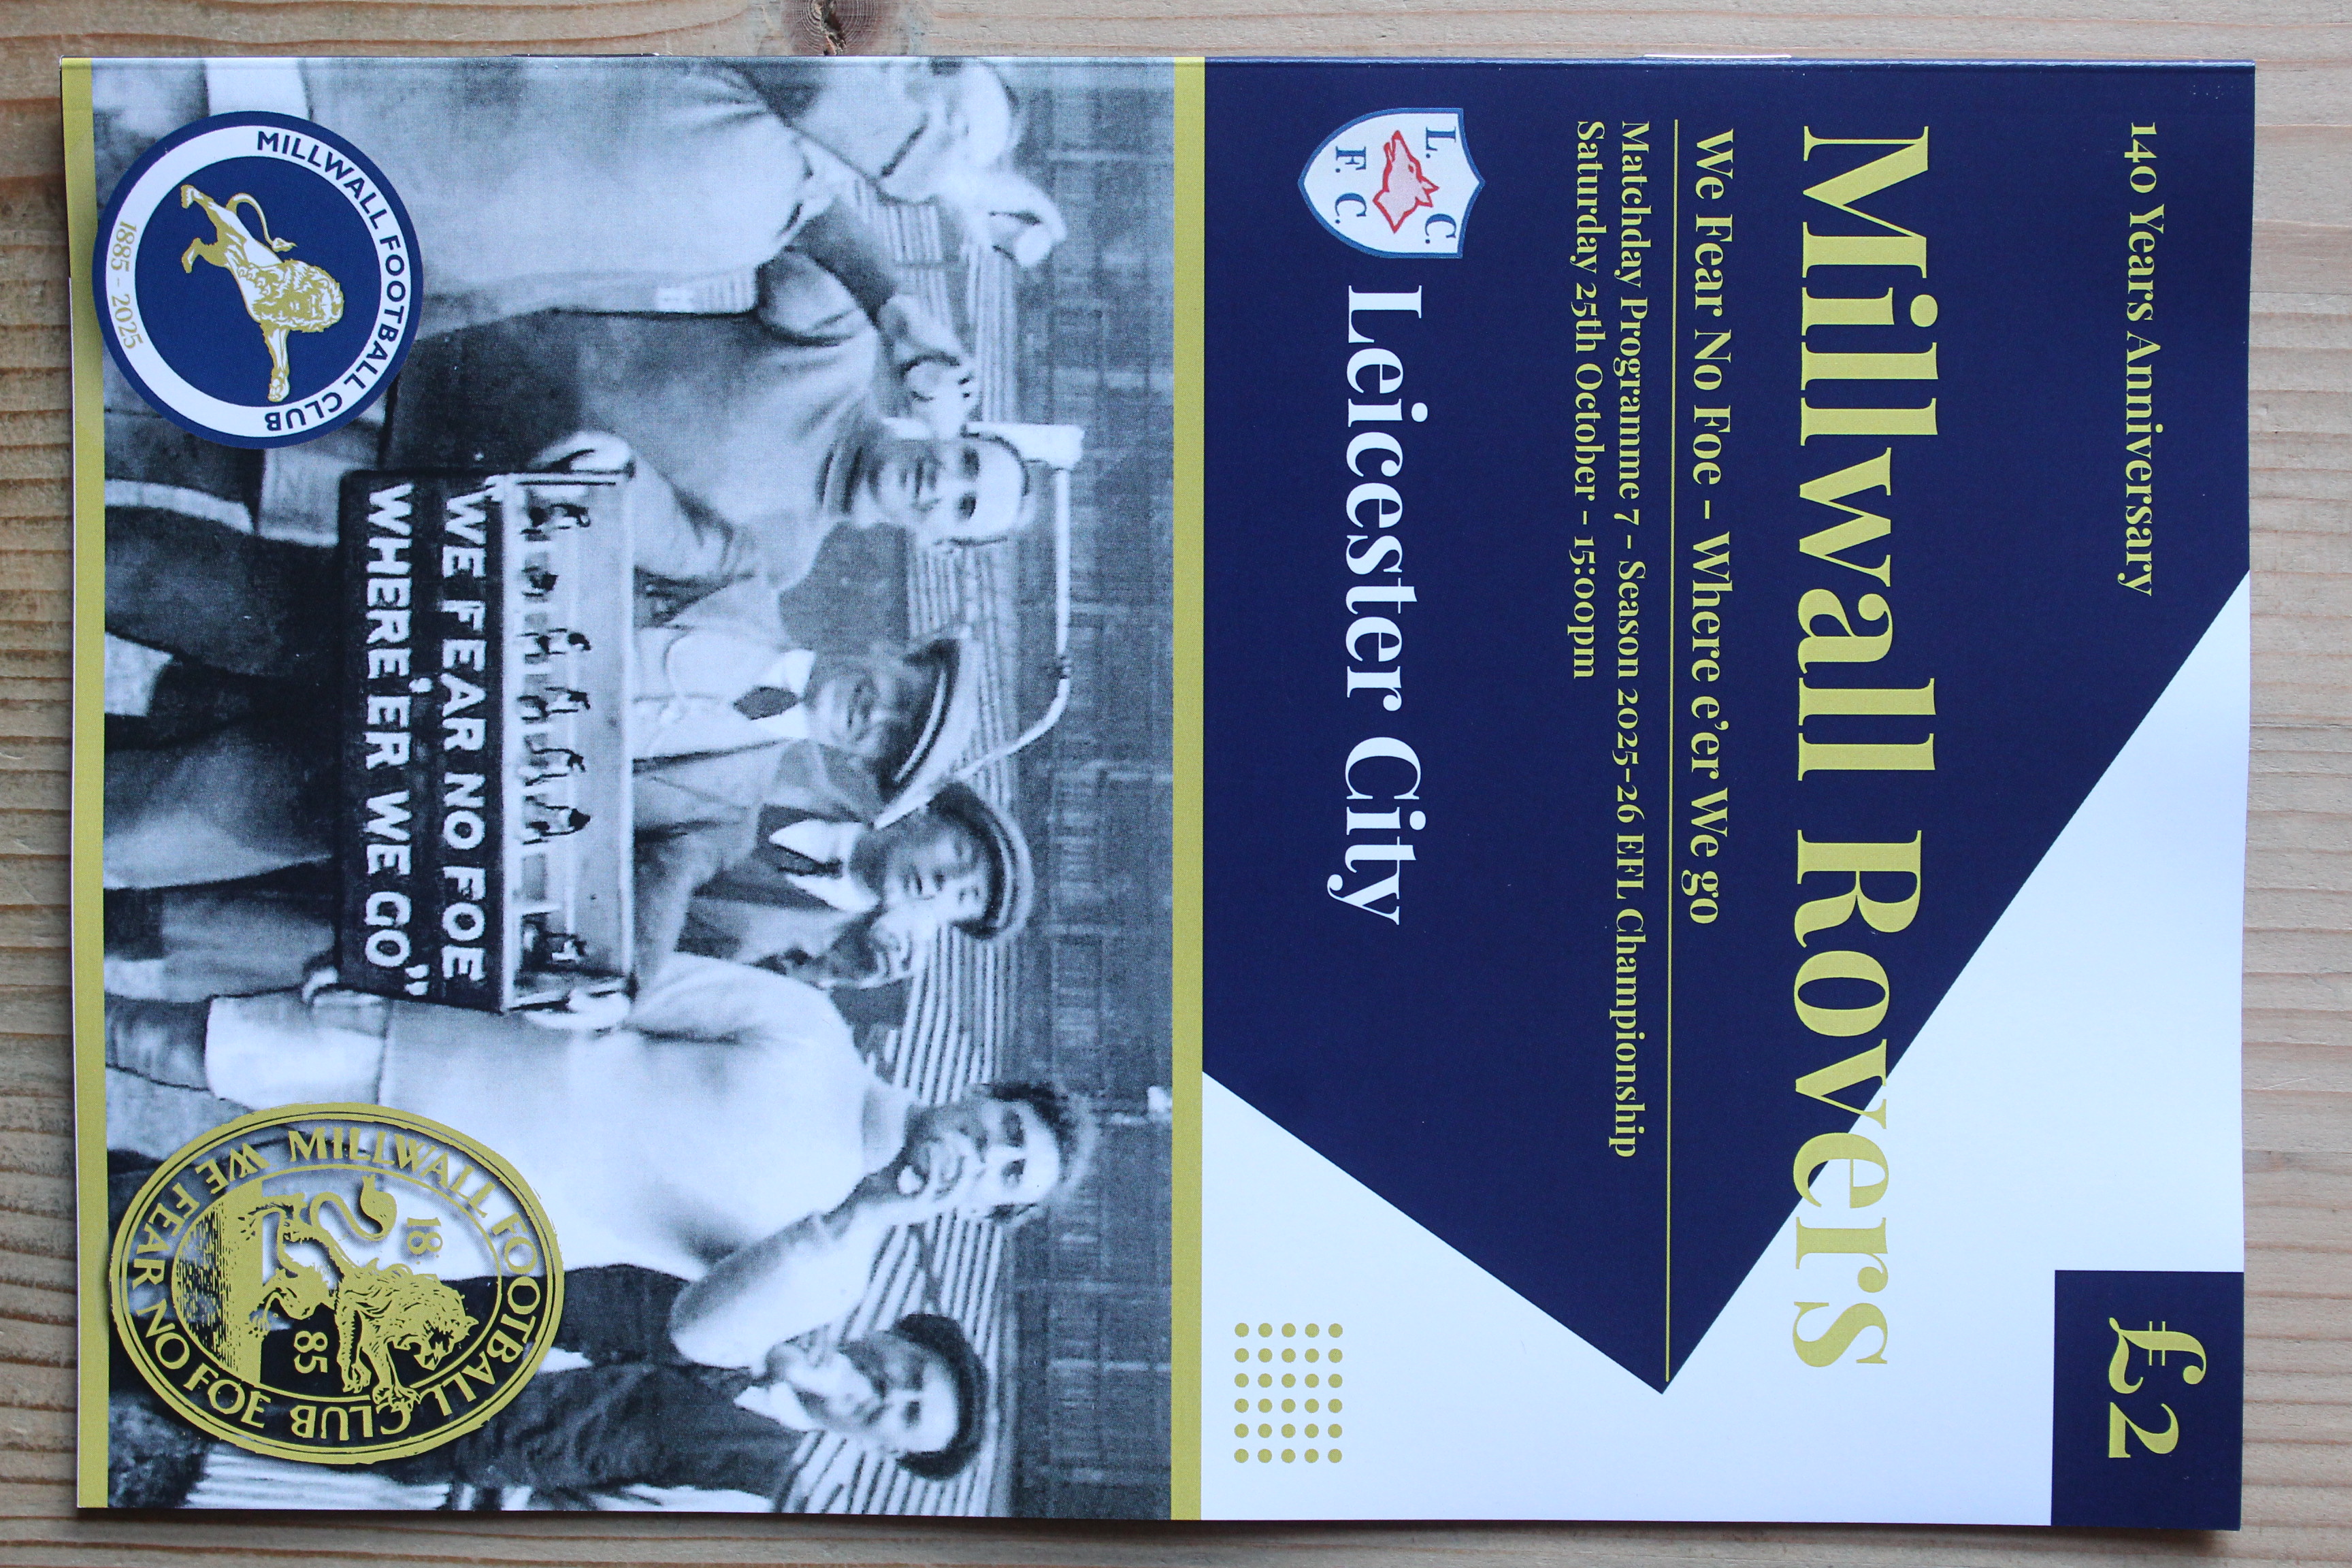 140 Years Anniversary
£2
Millwall Rovers
We Fear No Foe – Where e'er We go
Matchday Programme 7 - Season 2025-26 EFL Championship
Saturday 25th October - 15:00pm
L. C.
F. C.
Leicester City
WE FEAR NO FOE
WHERE'ER WE GO"
MILLWALL FOOTBALL CLUB
1885 - 2025
MILLWALL FOOTBALL CLUB
18 85
WE FEAR NO FOE